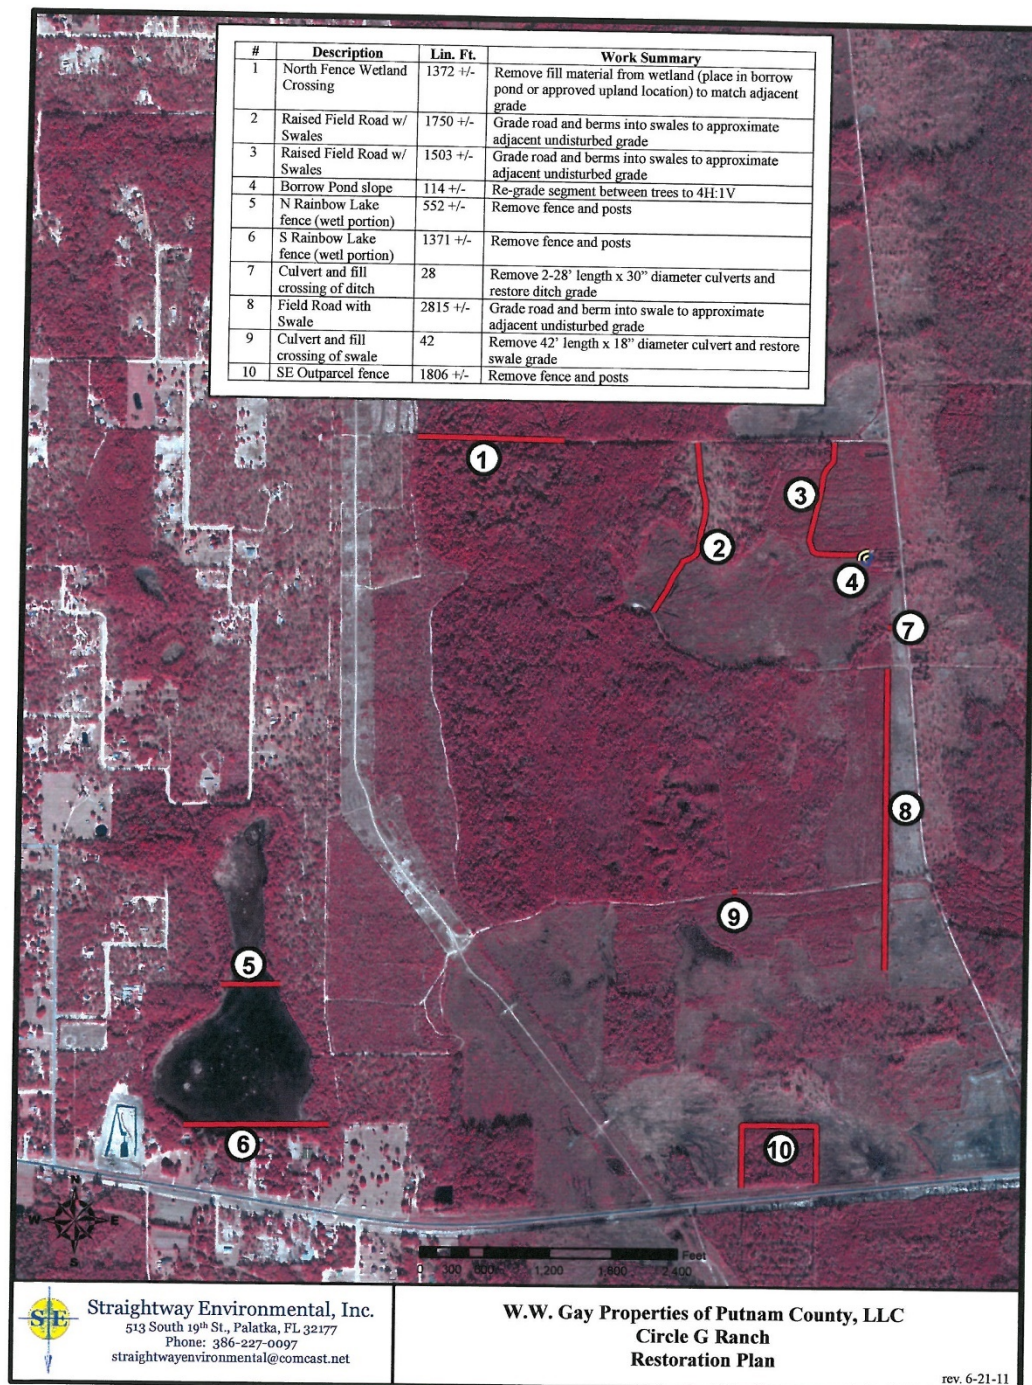 # Description Lin. Ft. Work Summary
1 North Fence Wetland Crossing 1372 +/- Remove fill material from wetland (place in borrow pond or approved upland location) to match adjacent grade
2 Raised Field Road w/ Swales 1750 +/- Grade road and berms into swales to approximate adjacent undisturbed grade
3 Raised Field Road w/ Swales 1503 +/- Grade road and berms into swales to approximate adjacent undisturbed grade
4 Borrow Pond slope 114 +/- Re-grade segment between trees to 4H:1V
5 N Rainbow Lake fence (wetl portion) 552 +/- Remove fence and posts
6 S Rainbow Lake fence (wetl portion) 1371 +/- Remove fence and posts
7 Culvert and fill crossing of ditch 28 Remove 2-28' length x 30” diameter culverts and restore ditch grade
8 Field Road with Swale 2815 +/- Grade road and berm into swale to approximate adjacent undisturbed grade
9 Culvert and fill crossing of swale 42 Remove 42' length x 18” diameter culvert and restore swale grade
10 SE Outparcel fence 1806 +/- Remove fence and posts
1
2
3
4
7
8
9
5
6
10
N
W E
S
Feet
0 300 600 1,200 1,800 2,400
SE
Straightway Environmental, Inc.
513 South 19th St., Palatka, FL 32177
Phone: 386-227-0097
straightwayenvironmental@comcast.net
W.W. Gay Properties of Putnam County, LLC
Circle G Ranch
Restoration Plan
rev. 6-21-11